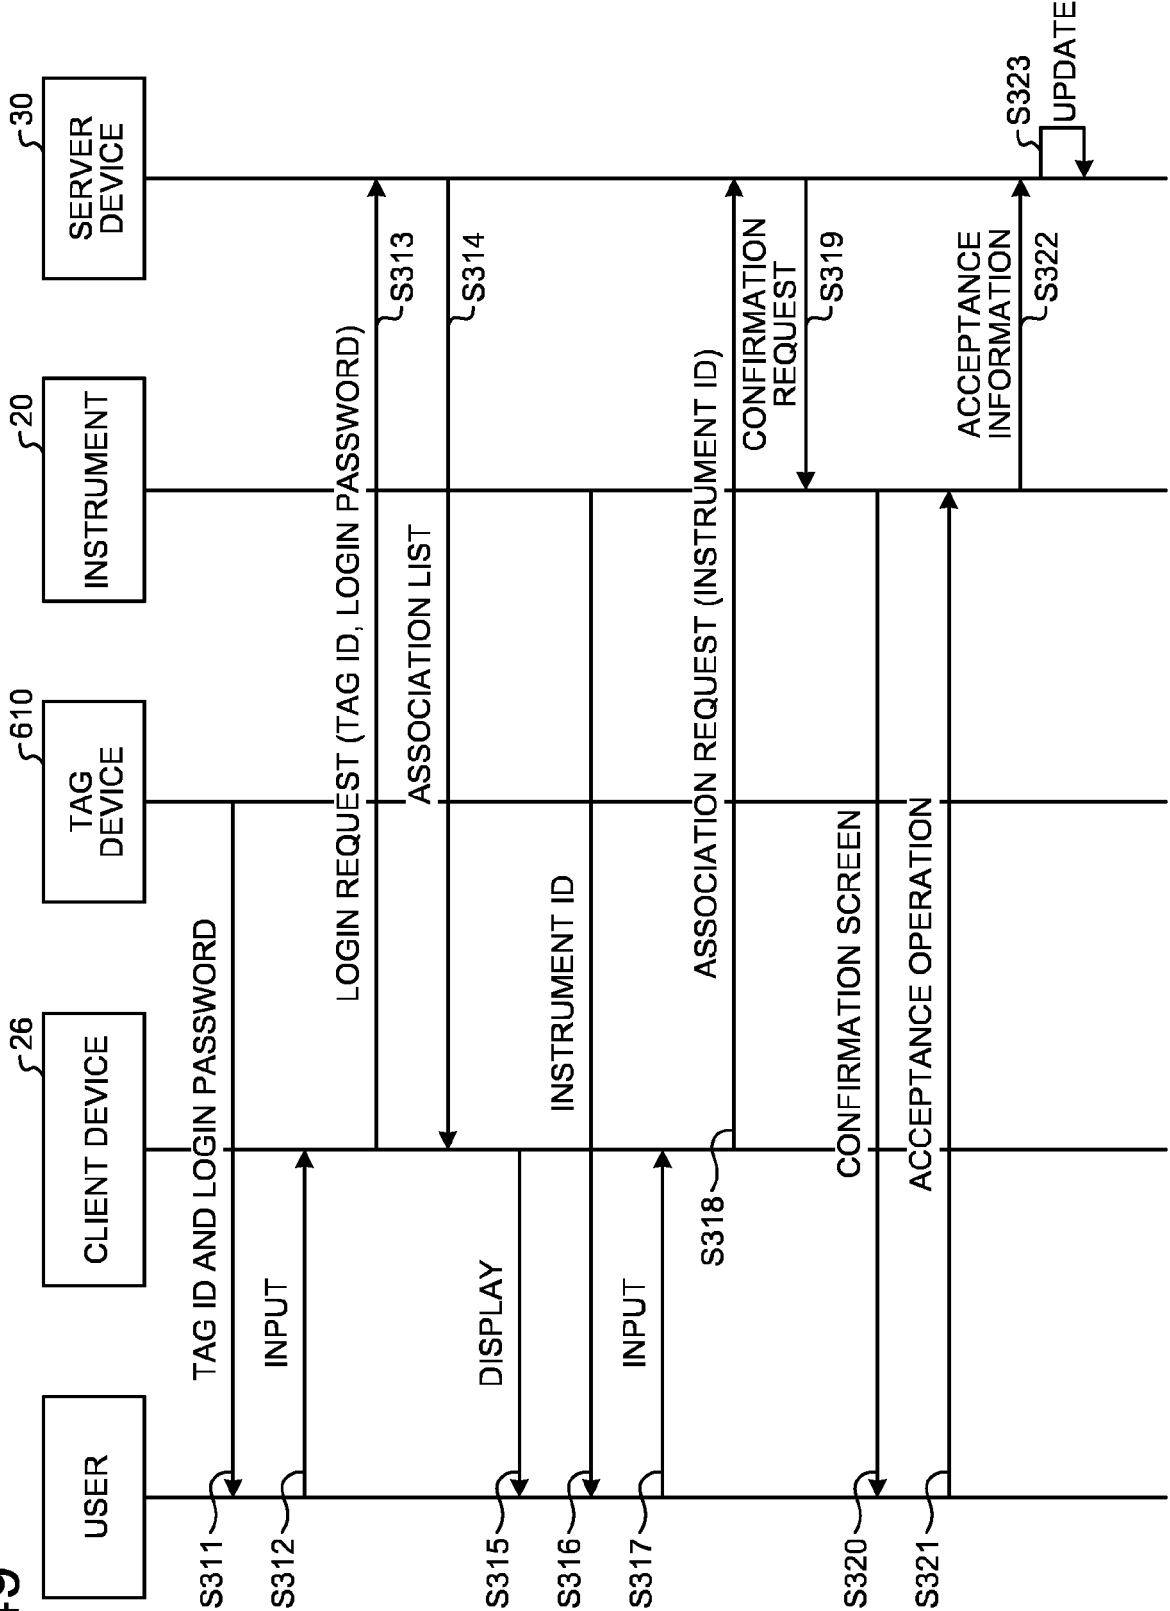 USER
CLIENT DEVICE
26
TAG
DEVICE
610
INSTRUMENT
20
SERVER
DEVICE
30
S311
TAG ID AND LOGIN PASSWORD
S312
INPUT
LOGIN REQUEST (TAG ID, LOGIN PASSWORD)
S313
ASSOCIATION LIST
S314
S315
DISPLAY
S316
INSTRUMENT ID
S317
INPUT
S318
ASSOCIATION REQUEST (INSTRUMENT ID)
CONFIRMATION
REQUEST
S319
S320
CONFIRMATION SCREEN
S321
ACCEPTANCE OPERATION
ACCEPTANCE
INFORMATION
S322
S323
UPDATE